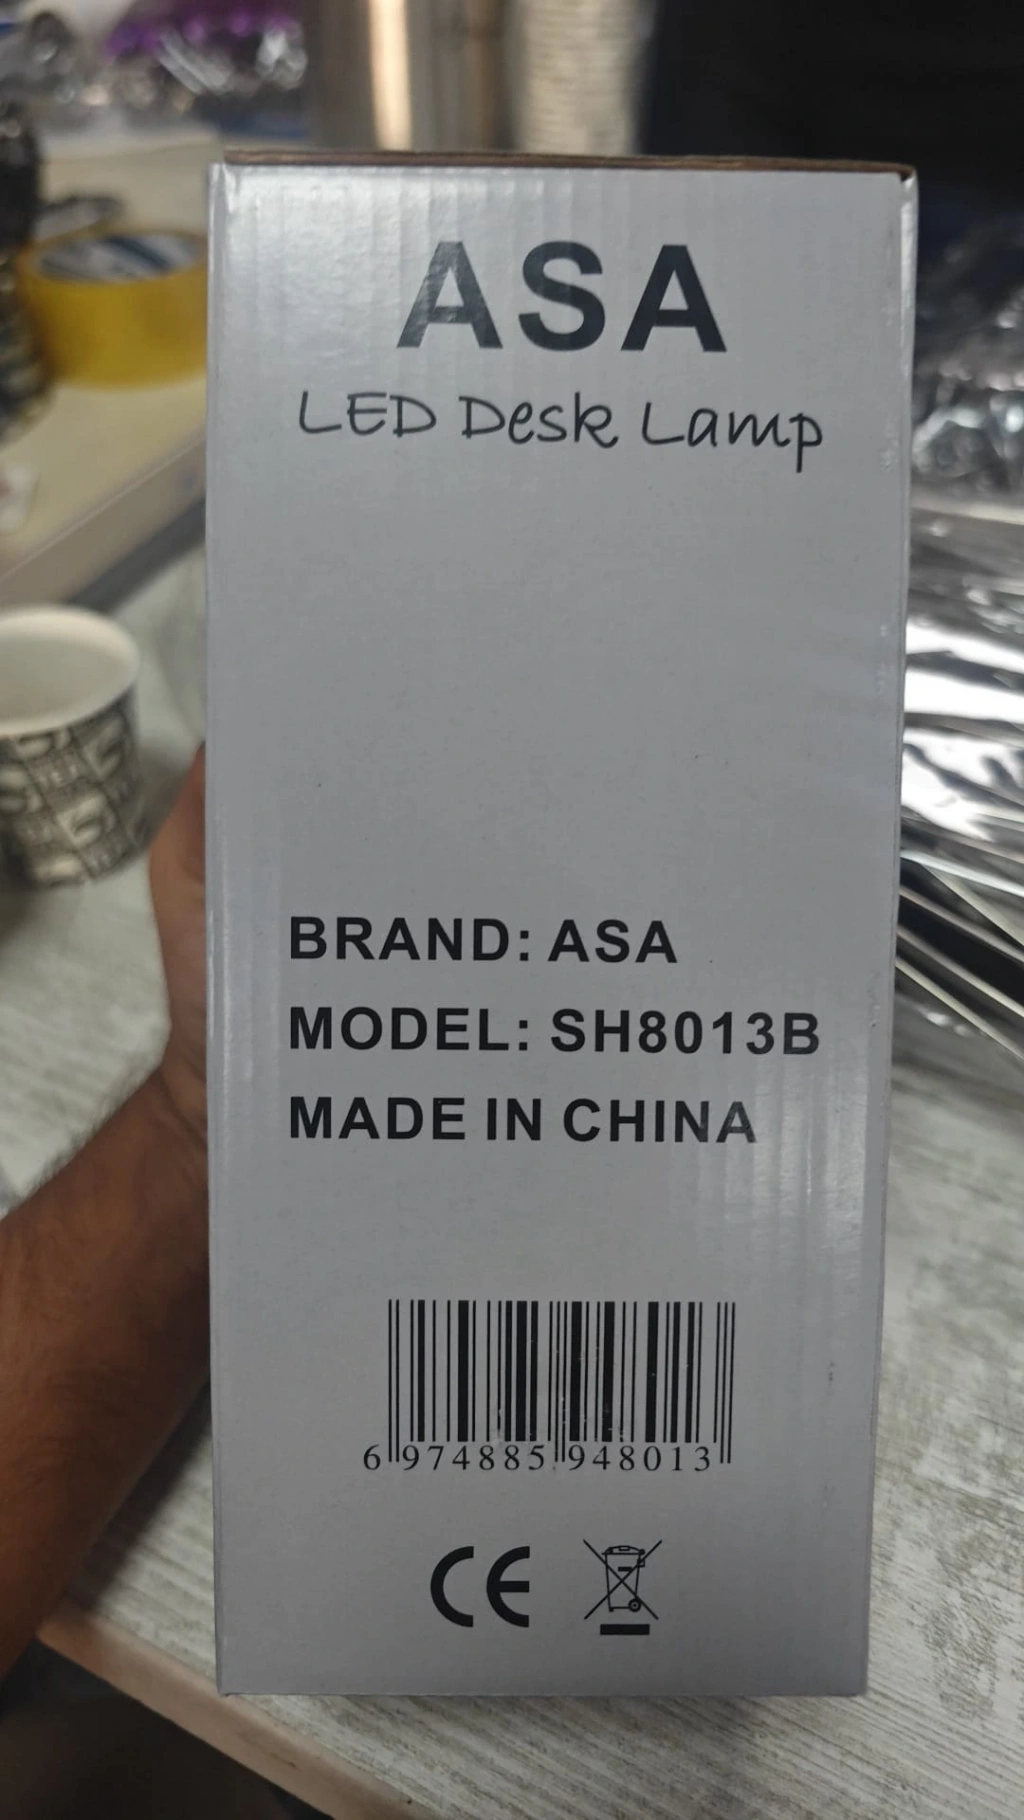 ASA
LED Desk Lamp
BRAND: ASA
MODEL: SH8013B
MADE IN CHINA
6 974885 948013
CE